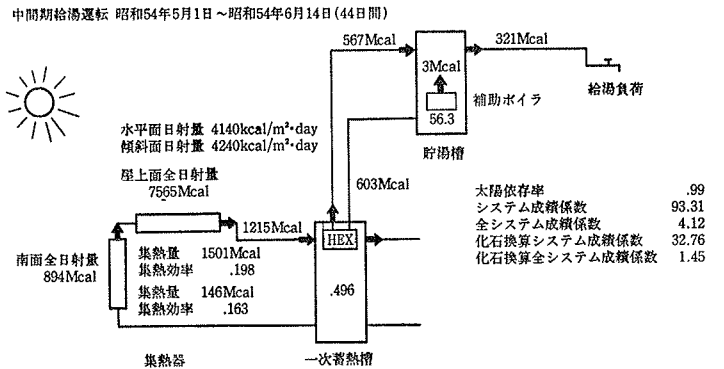 中間期給湯運転 昭和54年5月1日～昭和54年6月14日(44日間)
567Mcal
321Mcal
3Mcal
給湯負荷
補助ボイラ
56.3
貯湯槽
水平面日射量 4140kcal/m²·day
傾斜面日射量 4240kcal/m²·day
屋上面全日射量
7565Mcal
603Mcal
1215Mcal
HEX
南面全日射量
894Mcal
集熱量 1501Mcal
集熱効率 .198
集熱量 146Mcal
集熱効率 .163
.496
集熱器
一次蓄熱槽
太陽依存率 .99
システム成績係数 93.31
全システム成績係数 4.12
化石換算システム成績係数 32.76
化石換算全システム成績係数 1.45